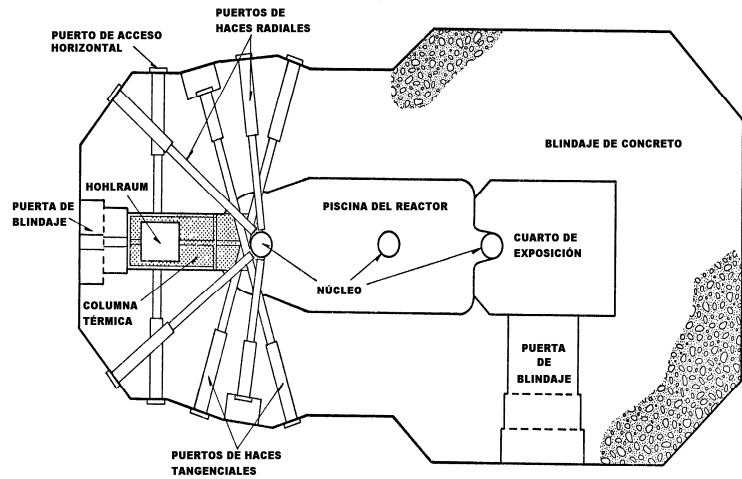 PUERTOS DE
HACES RADIALES
PUERTO DE ACCESO
HORIZONTAL
BLINDAJE DE CONCRETO
HOHLRAUM
PUERTA DE
BLINDAJE
PISCINA DEL REACTOR
CUARTO DE
EXPOSICIÓN
NÚCLEO
COLUMNA
TÉRMICA
PUERTA
DE
BLINDAJE
PUERTOS DE HACES
TANGENCIALES